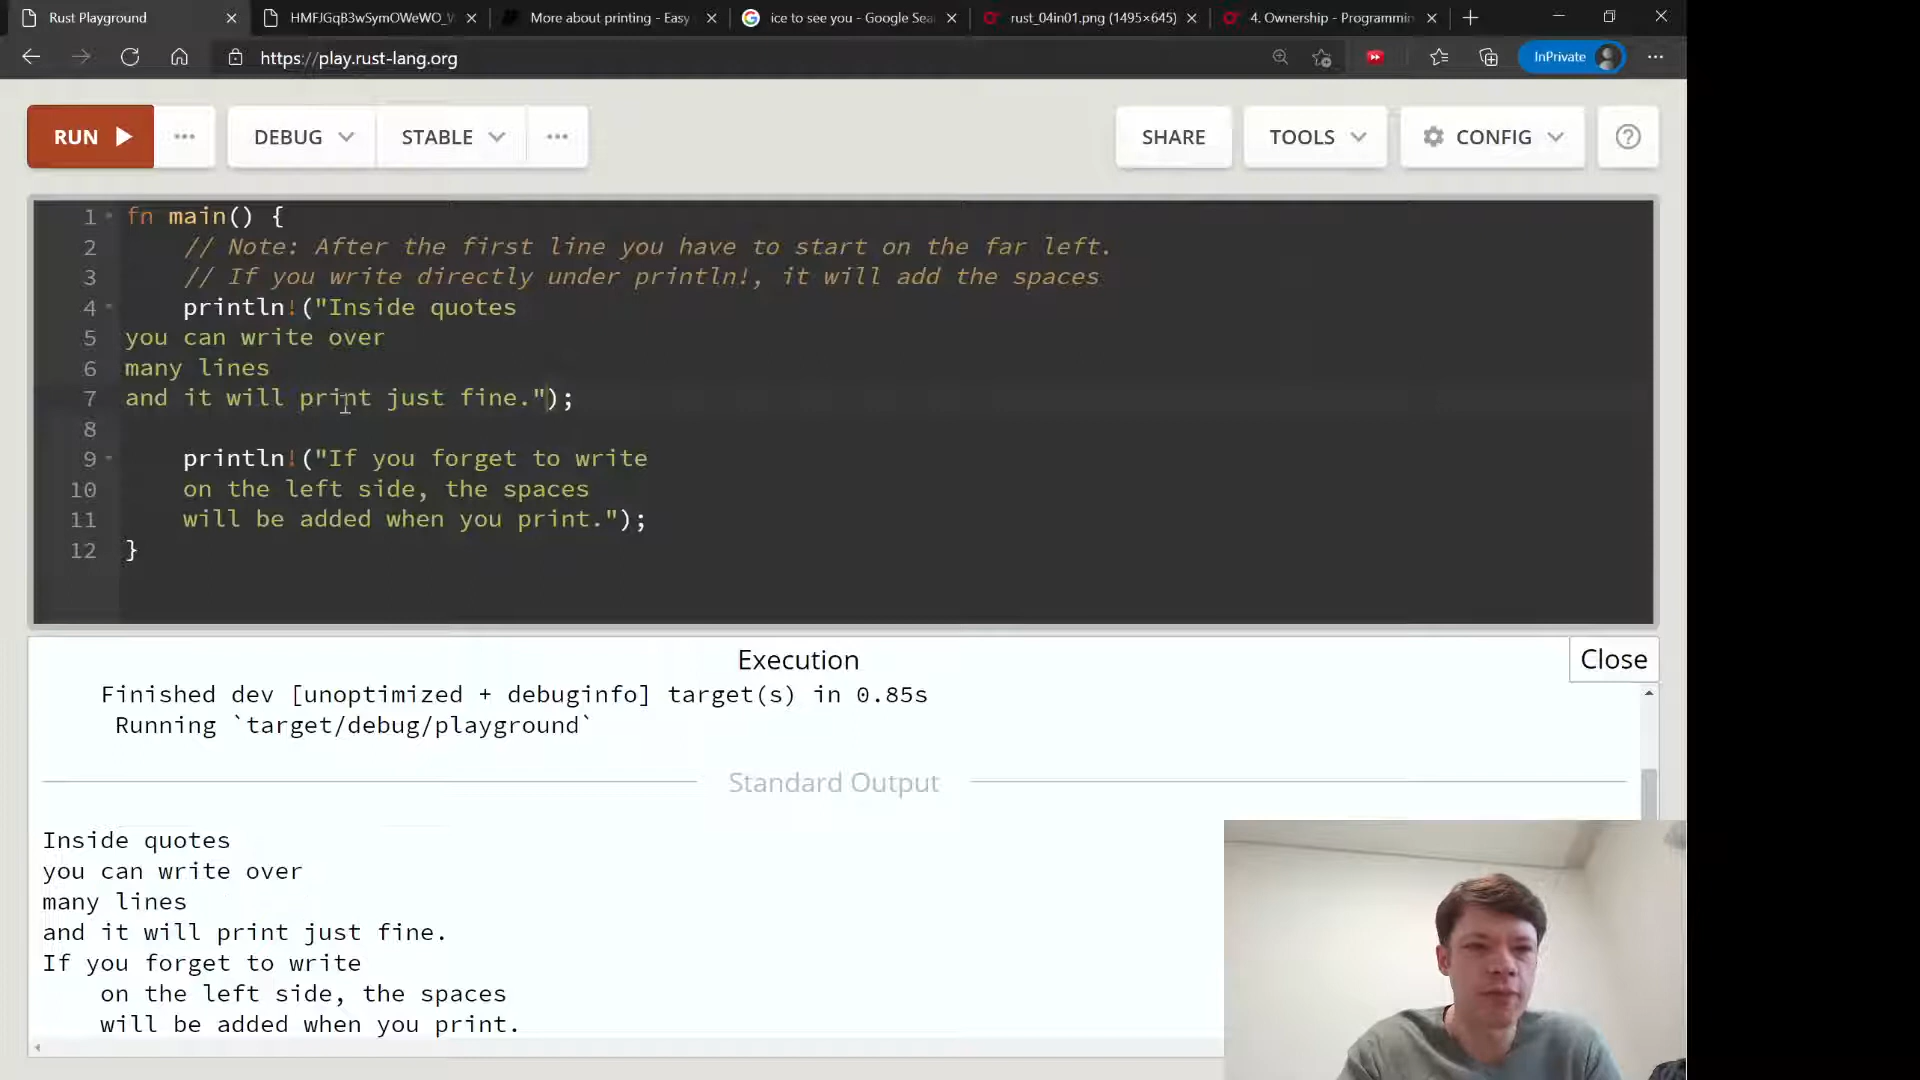 Rust Playground
HMFJGqB3wSymOWeWO_
More about printing - Easy
ice to see you - Google Sea
rust_04in01.png (1495×645)
4. Ownership - Programmin
https://play.rust-lang.org
InPrivate
RUN
DEBUG
STABLE
SHARE
TOOLS
CONFIG
1 fn main() {
2 // Note: After the first line you have to start on the far left.
3 // If you write directly under println!, it will add the spaces
4 println!("Inside quotes
5 you can write over
6 many lines
7 and it will print just fine.");
8
9 println!("If you forget to write
10 on the left side, the spaces
11 will be added when you print.");
12 }
Execution
Close
Finished dev [unoptimized + debuginfo] target(s) in 0.85s
Running `target/debug/playground`
Standard Output
Inside quotes
you can write over
many lines
and it will print just fine.
If you forget to write
on the left side, the spaces
will be added when you print.